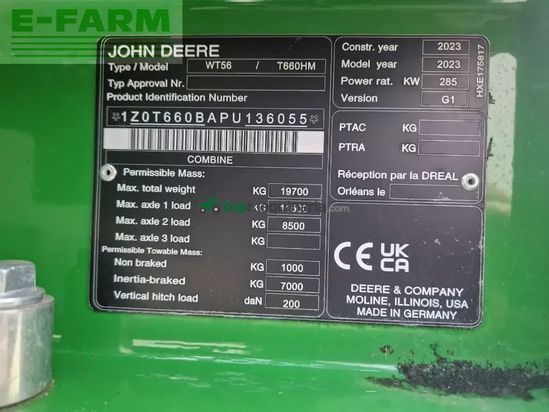 E-FARM
JOHN DEERE
Type / Model WT56 / T660HM
Typ Approval Nr.
Product Identification Number
*1Z0T660BAPU136055*
COMBINE
Permissible Mass:
Max. total weight KG 19700
Max. axle 1 load KG
Max. axle 2 load KG 8500
Max. axle 3 load KG
Permissible Towable Mass:
Non braked KG 1000
Inertia-braked KG 7000
Vertical hitch load daN 200
Constr. year 2023
Model year 2023
Power rat. KW 285
Version G1
HXE175817
PTAC KG
PTRA KG
Réception par la DREAL
Orléans le
CE UK CA
DEERE & COMPANY
MOLINE, ILLINOIS, USA
MADE IN GERMANY